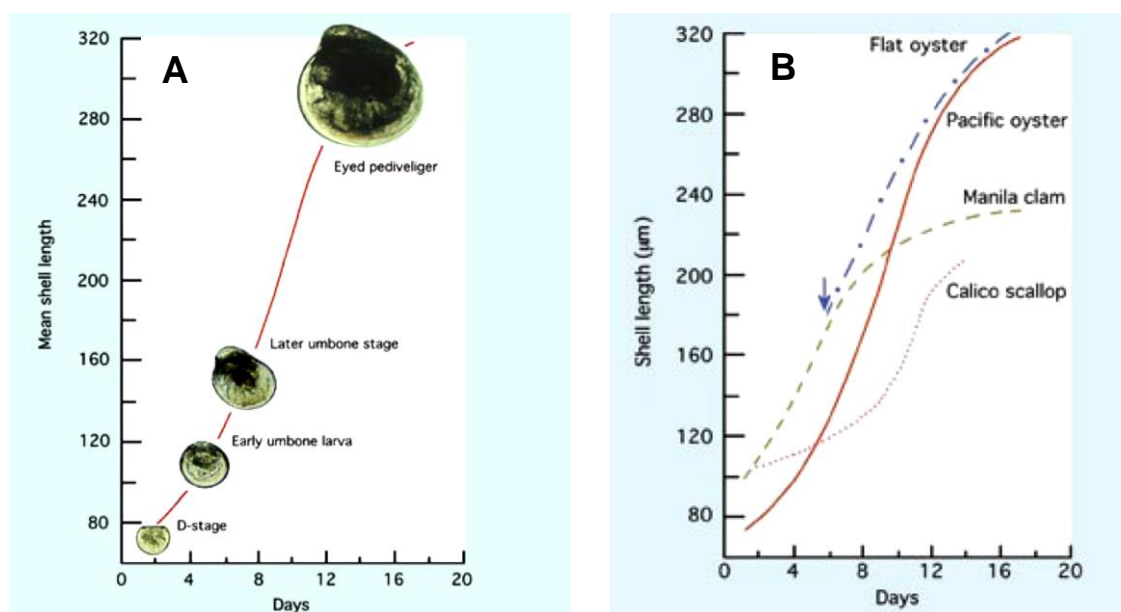 A
Mean shell length
320
280
240
200
160
120
80
Eyed pediveliger
Later umbone stage
Early umbone larva
D-stage
0 4 8 12 16 20
Days
B
Shell length (μm)
320
280
240
200
160
120
80
Flat oyster
Pacific oyster
Manila clam
Calico scallop
0 4 8 12 16 20
Days